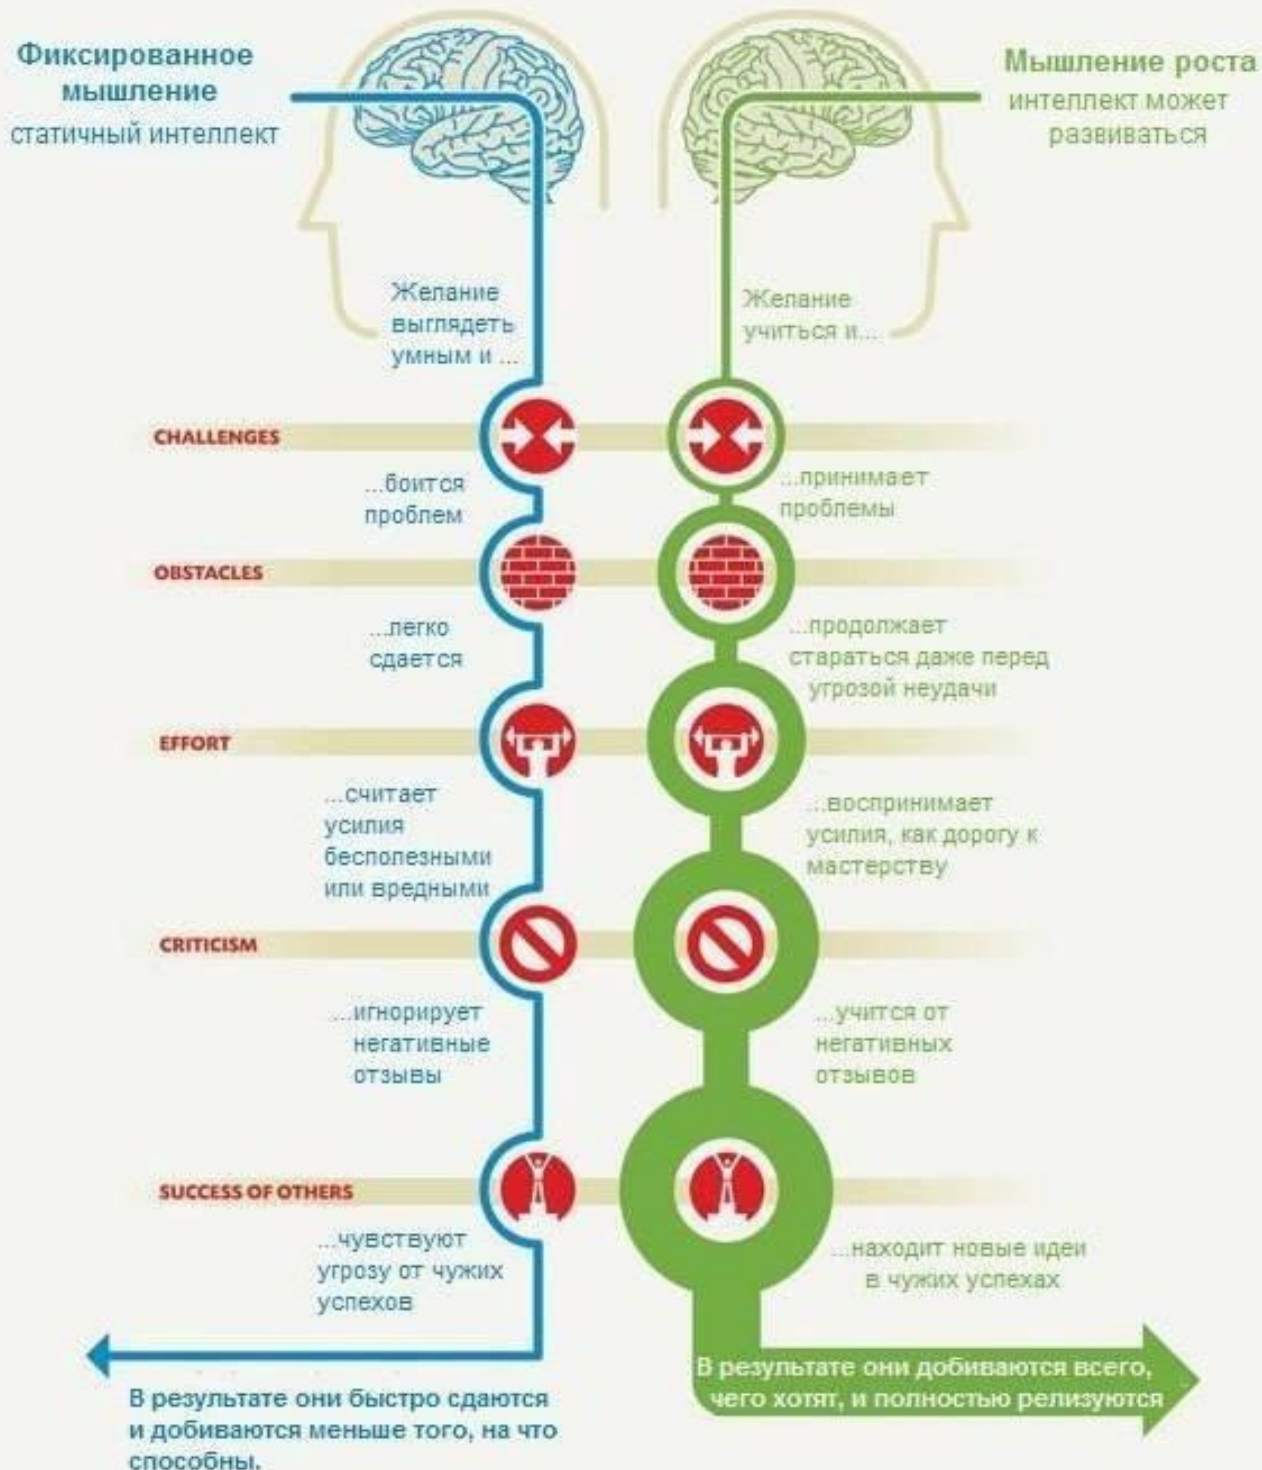 Фиксированное
мышление
статичный интеллект
Мышление роста
интеллект может
развиваться
Желание
выглядеть
умным и ...
Желание
учиться и...
CHALLENGES
...боится
проблем
...принимает
проблемы
OBSTACLES
...легко
сдается
...продолжает
стараться даже перед
угрозой неудачи
EFFORT
...считает
усилия
бесполезными
или вредными
...воспринимает
усилия, как дорогу к
мастерству
CRITICISM
...игнорирует
негативные
отзывы
...учится от
негативных
отзывов
SUCCESS OF OTHERS
...чувствуют
угрозу от чужих
успехов
...находит новые идеи
в чужих успехах
В результате они быстро сдаются
и добиваются меньше того, на что
способны.
В результате они добиваются всего,
чего хотят, и полностью релизуются